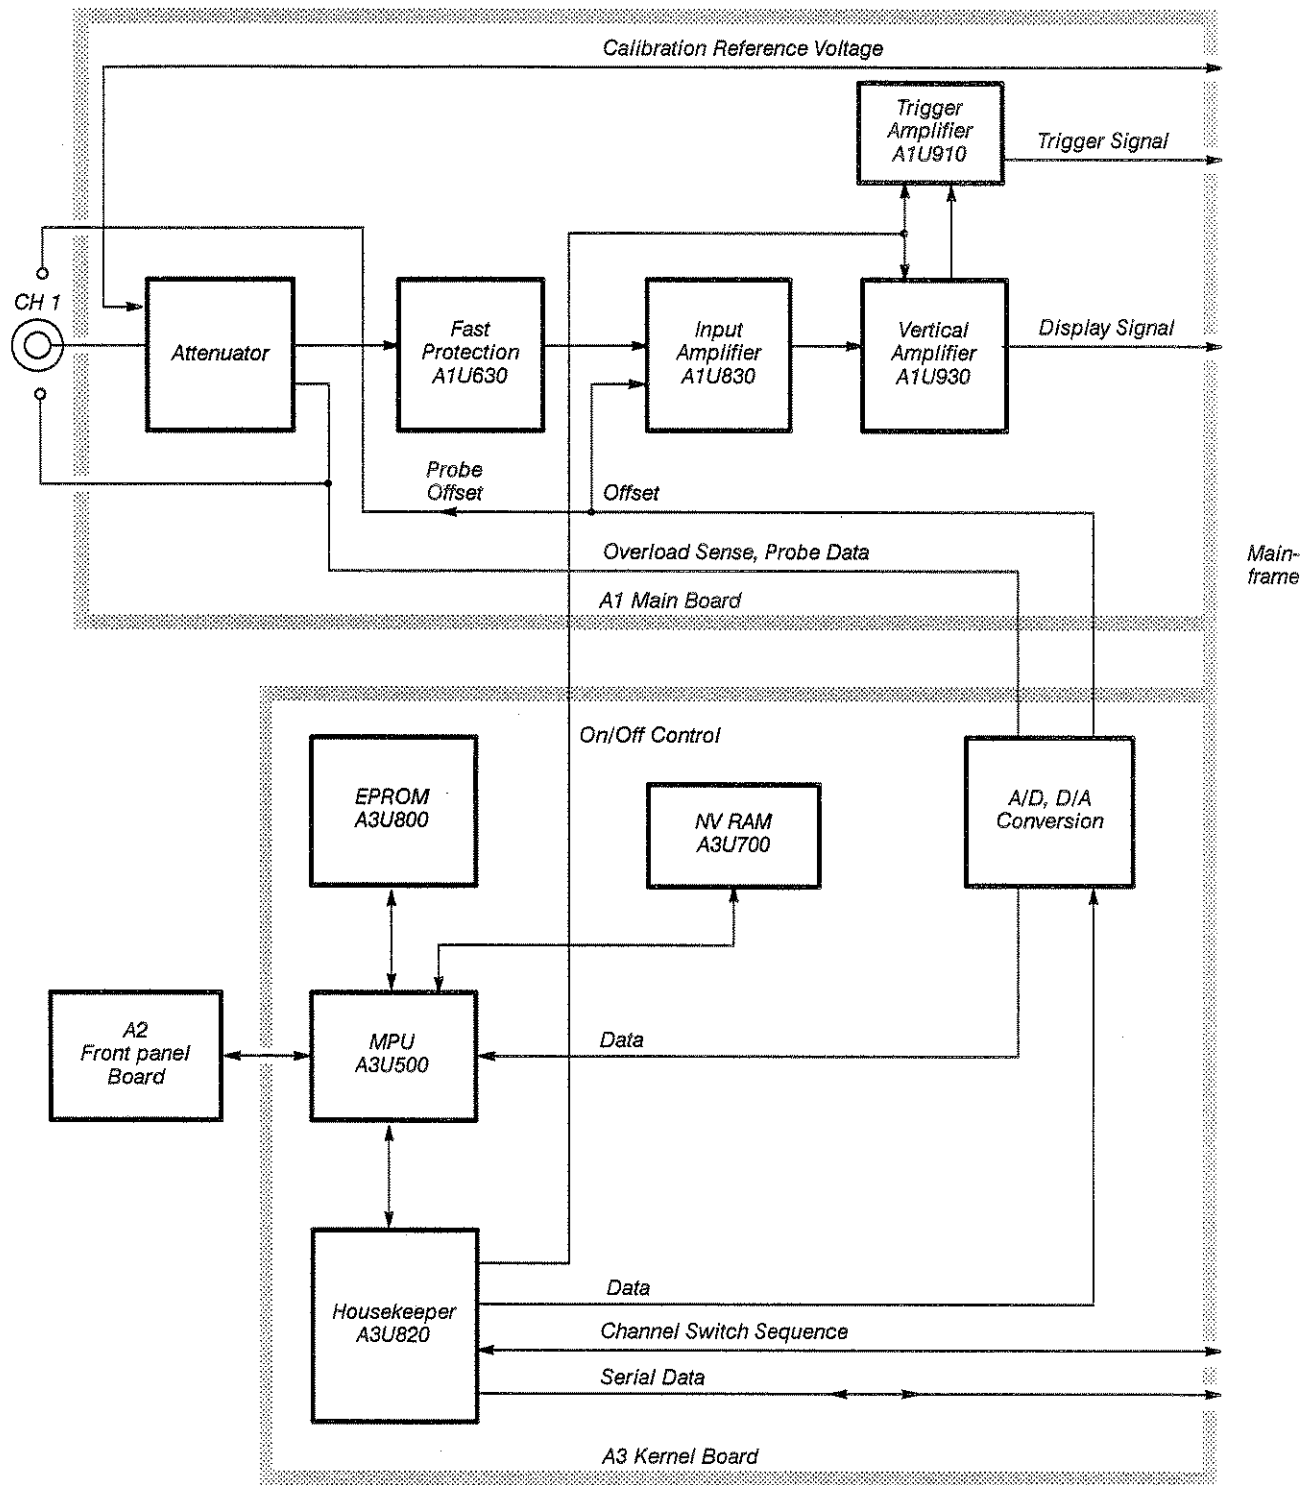 Calibration Reference Voltage
Trigger
Amplifier
A1U910
Trigger Signal
CH 1
Attenuator
Fast
Protection
A1U630
Input
Amplifier
A1U830
Vertical
Amplifier
A1U930
Display Signal
Probe
Offset
Offset
Overload Sense, Probe Data
Main-
frame
A1 Main Board
On/Off Control
EPROM
A3U800
NV RAM
A3U700
A/D, D/A
Conversion
A2
Front panel
Board
MPU
A3U500
Data
Housekeeper
A3U820
Data
Channel Switch Sequence
Serial Data
A3 Kernel Board